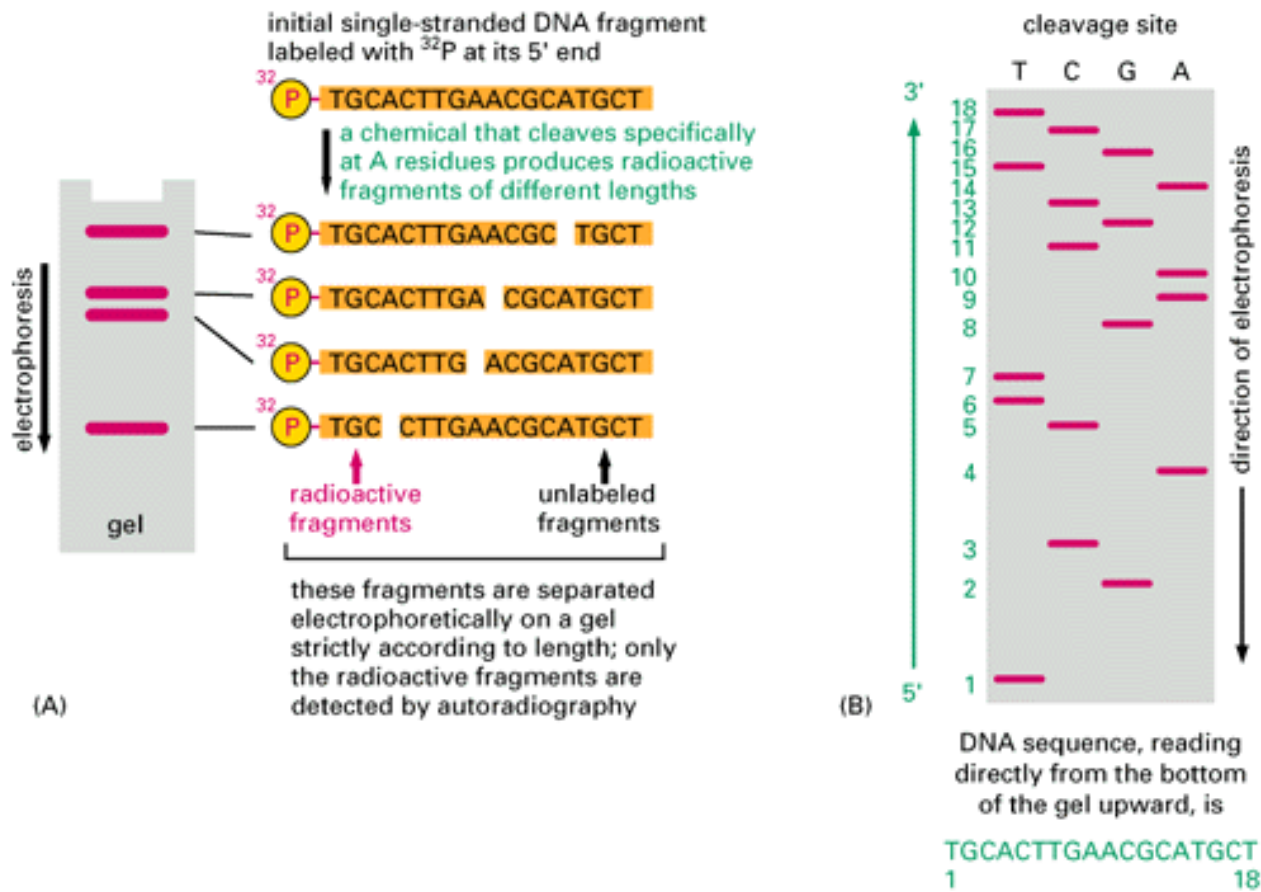 initial single-stranded DNA fragment
labeled with 32P at its 5' end
32
P
TGCACTTGAACGCATGCT
a chemical that cleaves specifically
at A residues produces radioactive
fragments of different lengths
32
P
TGCACTTGAACGC TGCT
32
P
TGCACTTGA CGCATGCT
32
P
TGCACTTG ACGCATGCT
32
P
TGC CTTGAACGCATGCT
electrophoresis
gel
radioactive
fragments
unlabeled
fragments
these fragments are separated
electrophoretically on a gel
strictly according to length; only
the radioactive fragments are
detected by autoradiography
(A)
cleavage site
T C G A
3'
18
17
16
15
14
13
12
11
10
9
8
7
6
5
4
3
2
1
5'
direction of electrophoresis
(B)
DNA sequence, reading
directly from the bottom
of the gel upward, is
TGCACTTGAACGCATGCT
1 18